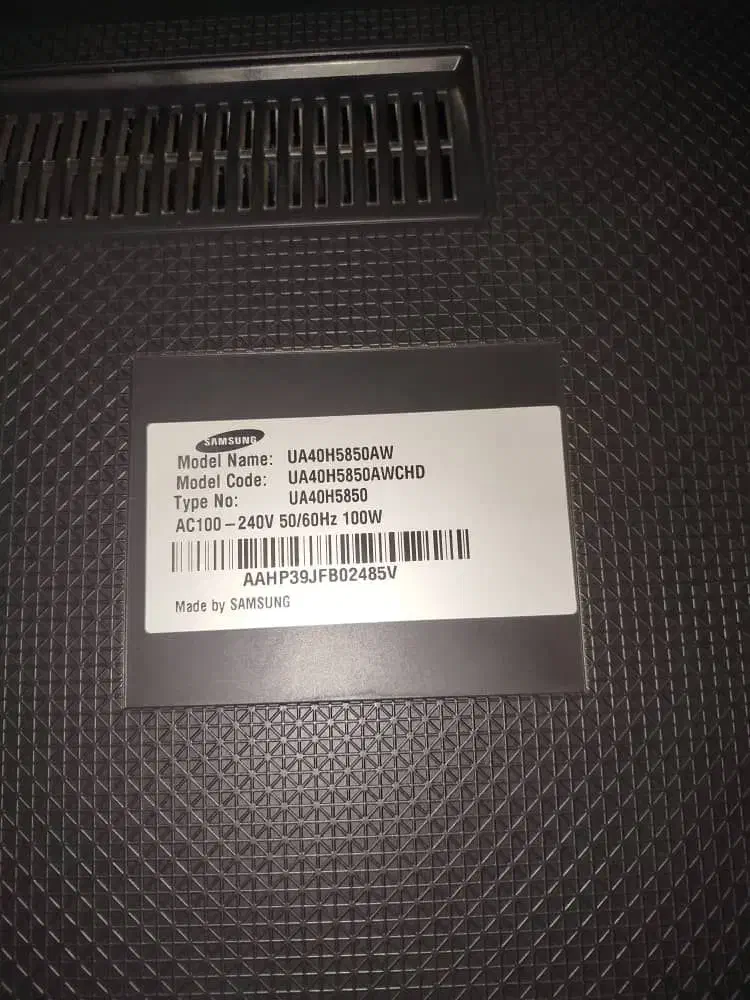 SAMSUNG
Model Name: UA40H5850AW
Model Code: UA40H5850AWCHD
Type No: UA40H5850
AC100 – 240V 50/60Hz 100W
AAHP39JFB02485V
Made by SAMSUNG